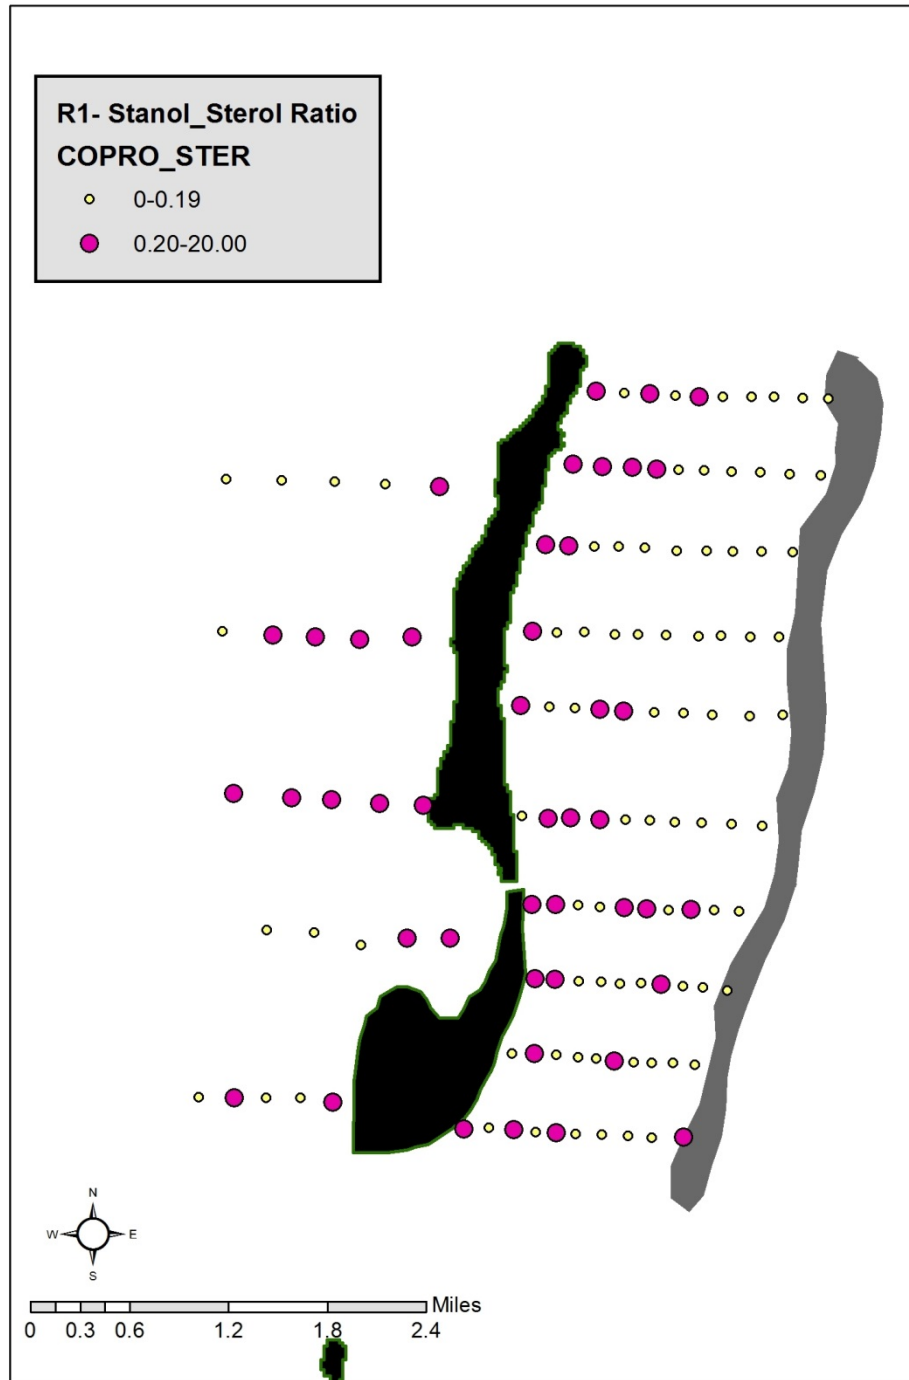 R1- Stanol_Sterol Ratio
COPRO_STER
0-0.19
0.20-20.00
N
W E
S
Miles
0 0.3 0.6 1.2 1.8 2.4